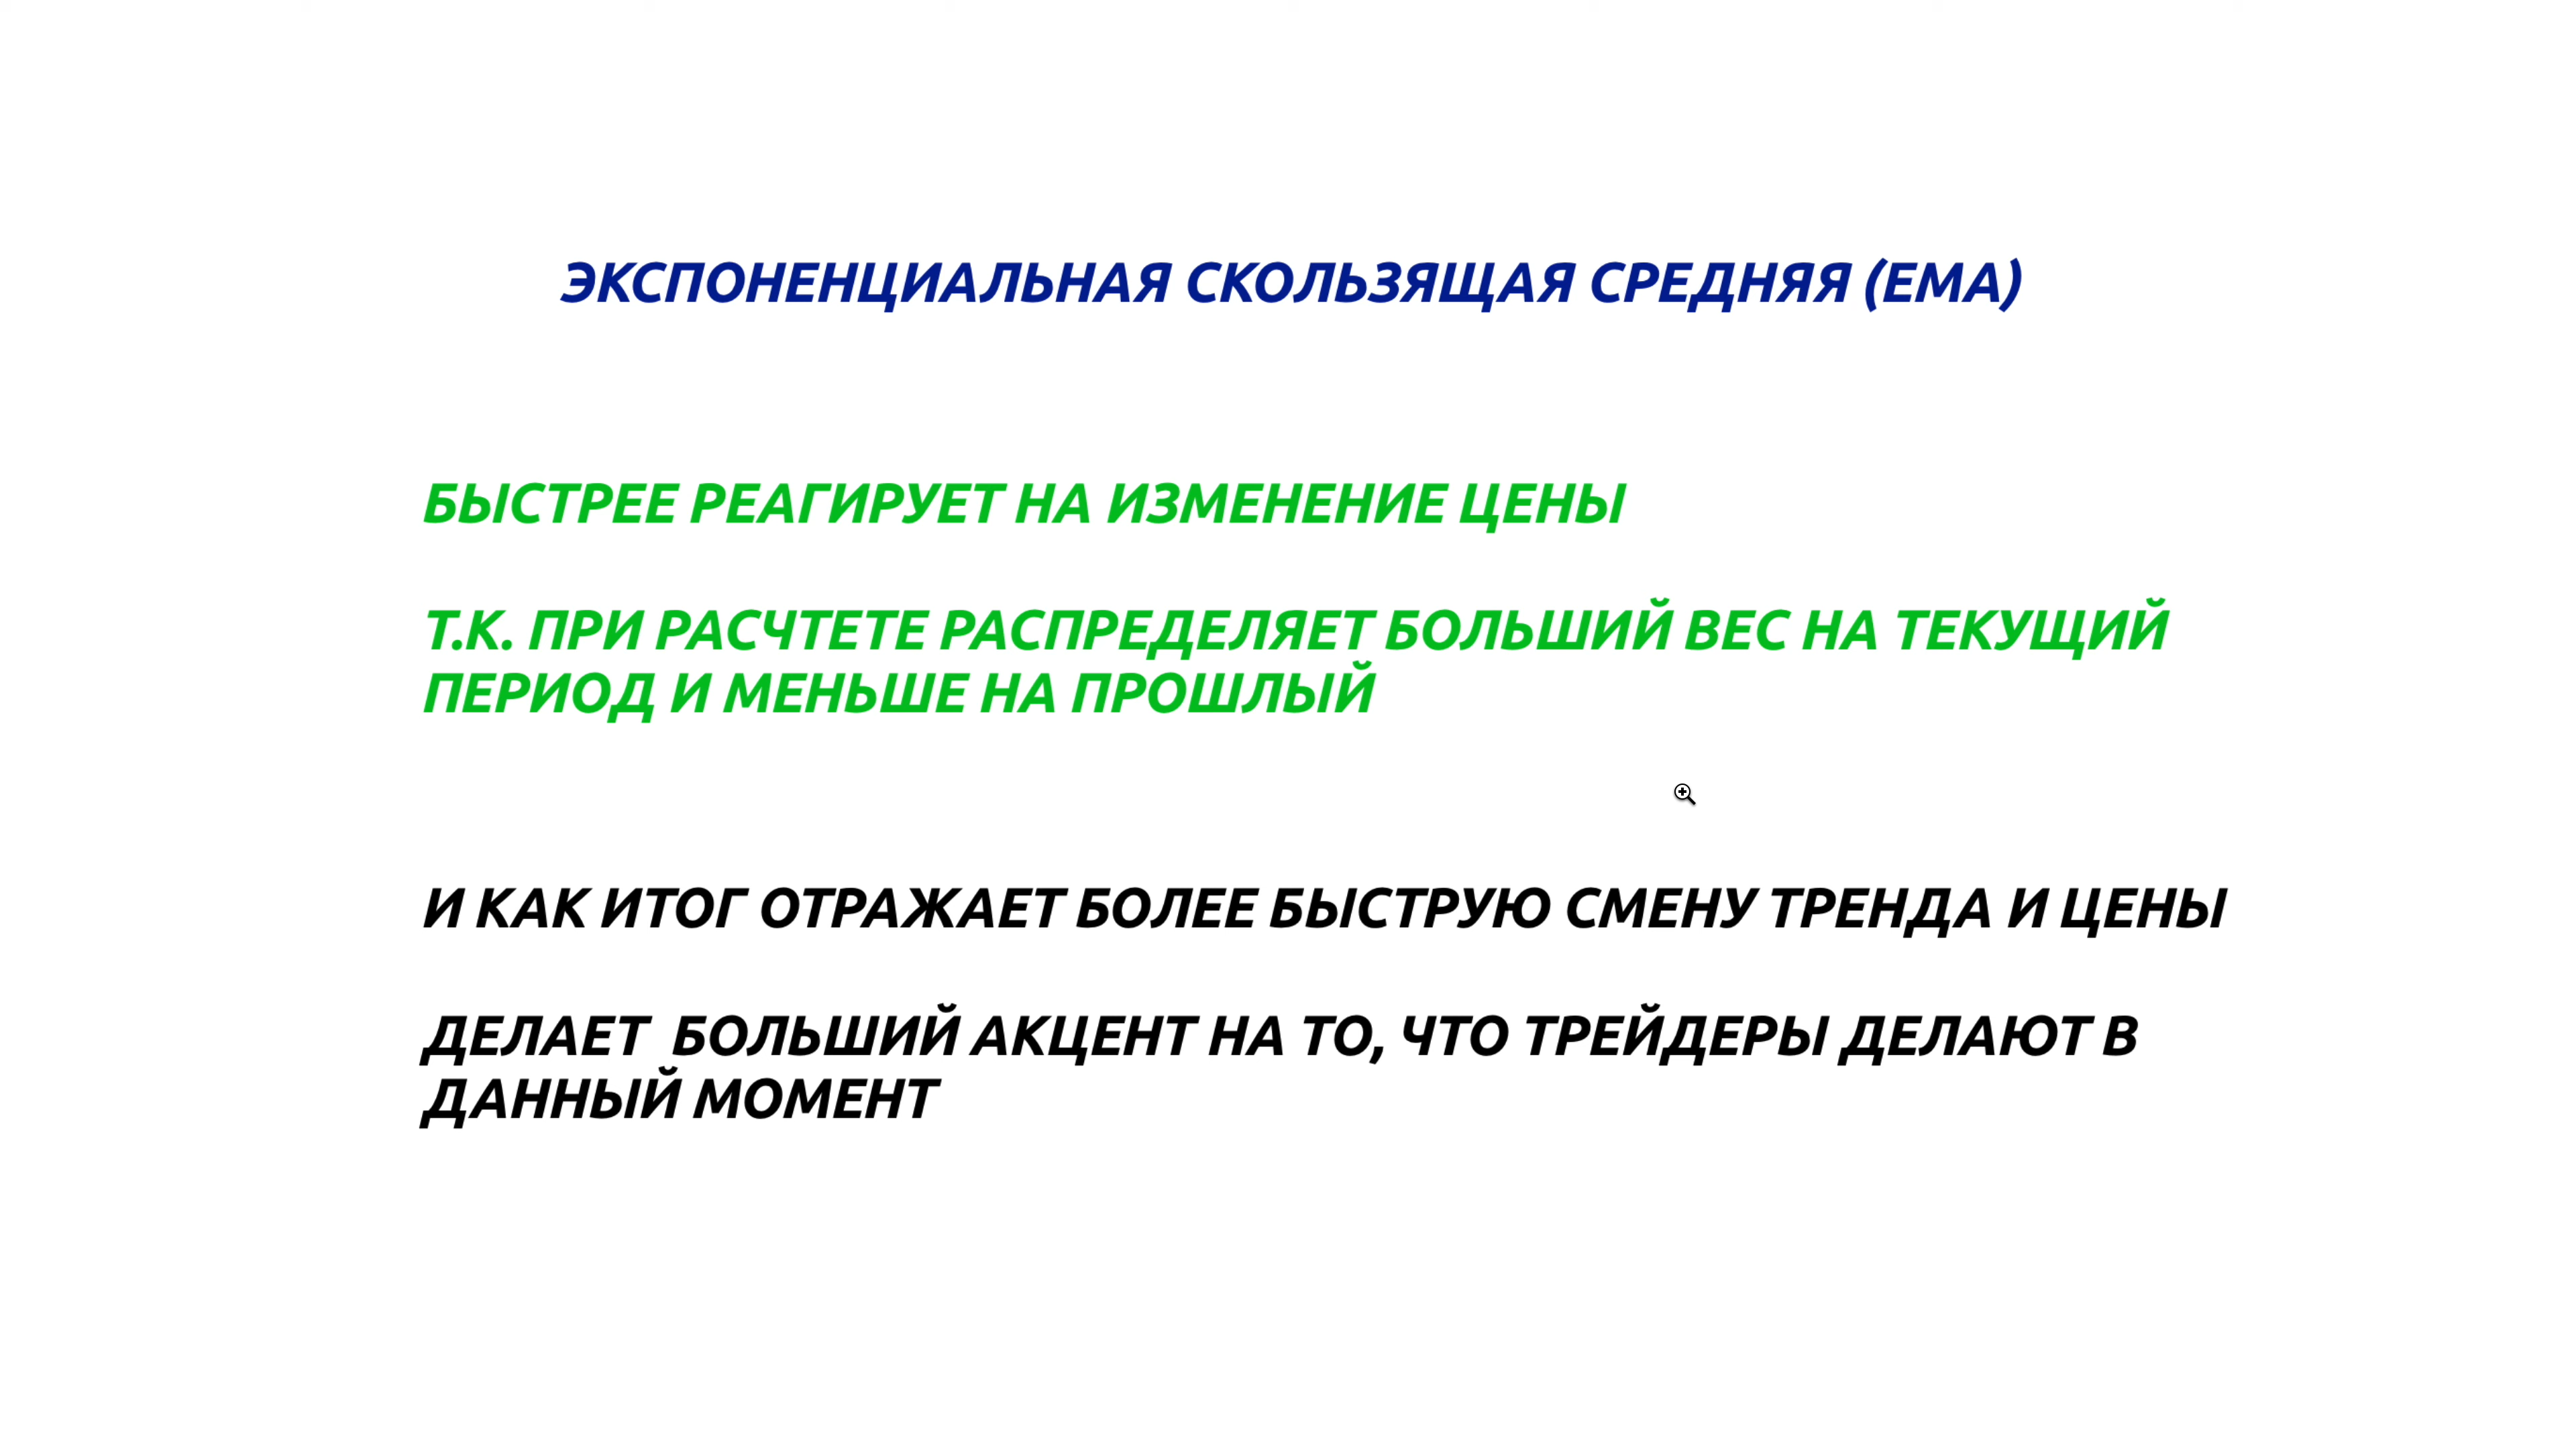 ЭКСПОНЕНЦИАЛЬНАЯ СКОЛЬЗЯЩАЯ СРЕДНЯЯ (EMA)
БЫСТРЕЕ РЕАГИРУЕТ НА ИЗМЕНЕНИЕ ЦЕНЫ
Т.К. ПРИ РАСЧТЕТЕ РАСПРЕДЕЛЯЕТ БОЛЬШИЙ ВЕС НА ТЕКУЩИЙ
ПЕРИОД И МЕНЬШЕ НА ПРОШЛЫЙ
И КАК ИТОГ ОТРАЖАЕТ БОЛЕЕ БЫСТРУЮ СМЕНУ ТРЕНДА И ЦЕНЫ
ДЕЛАЕТ  БОЛЬШИЙ АКЦЕНТ НА ТО, ЧТО ТРЕЙДЕРЫ ДЕЛАЮТ В
ДАННЫЙ МОМЕНТ